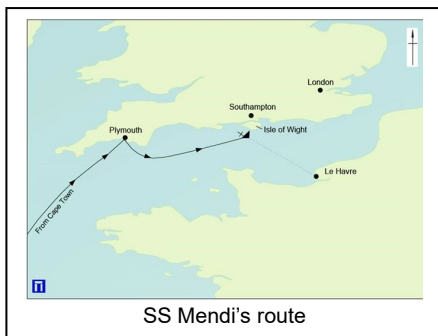 London
Southampton
Isle of Wight
Plymouth
Le Havre
From Cape Town
SS Mendi's route